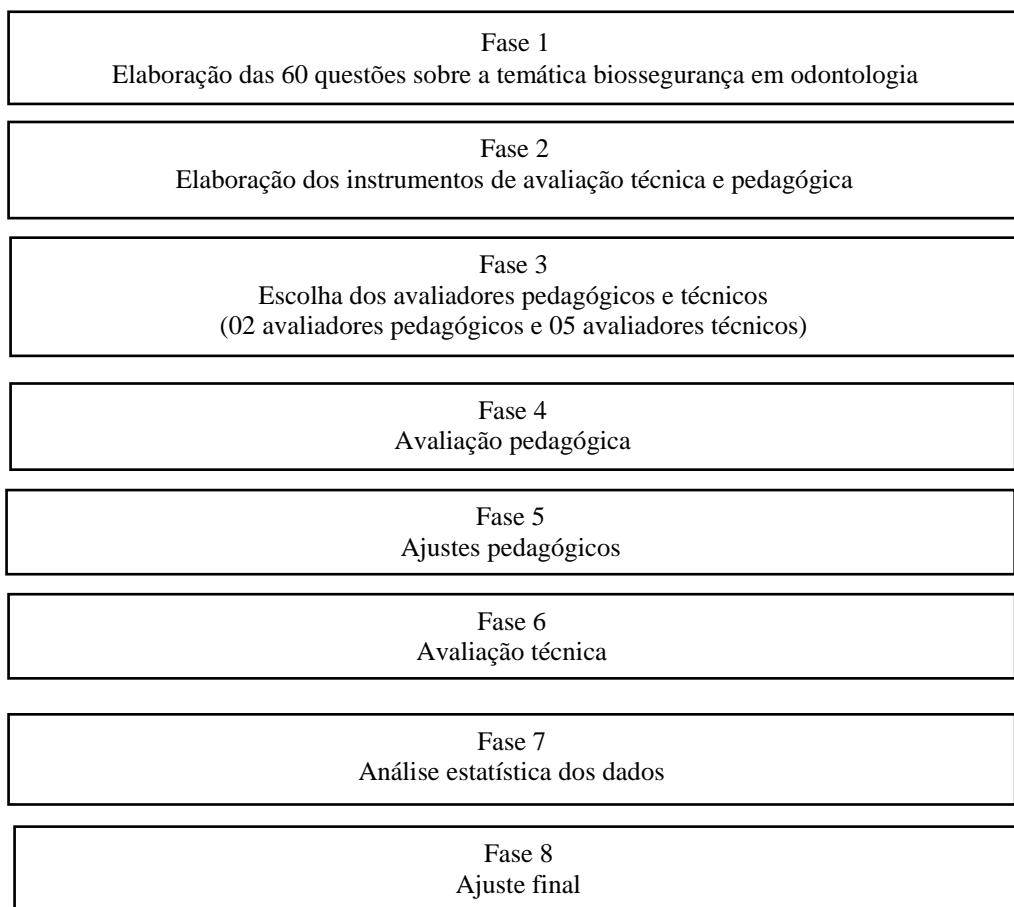 Fase 1
Elaboração das 60 questões sobre a temática biossegurança em odontologia
Fase 2
Elaboração dos instrumentos de avaliação técnica e pedagógica
Fase 3
Escolha dos avaliadores pedagógicos e técnicos
(02 avaliadores pedagógicos e 05 avaliadores técnicos)
Fase 4
Avaliação pedagógica
Fase 5
Ajustes pedagógicos
Fase 6
Avaliação técnica
Fase 7
Análise estatística dos dados
Fase 8
Ajuste final